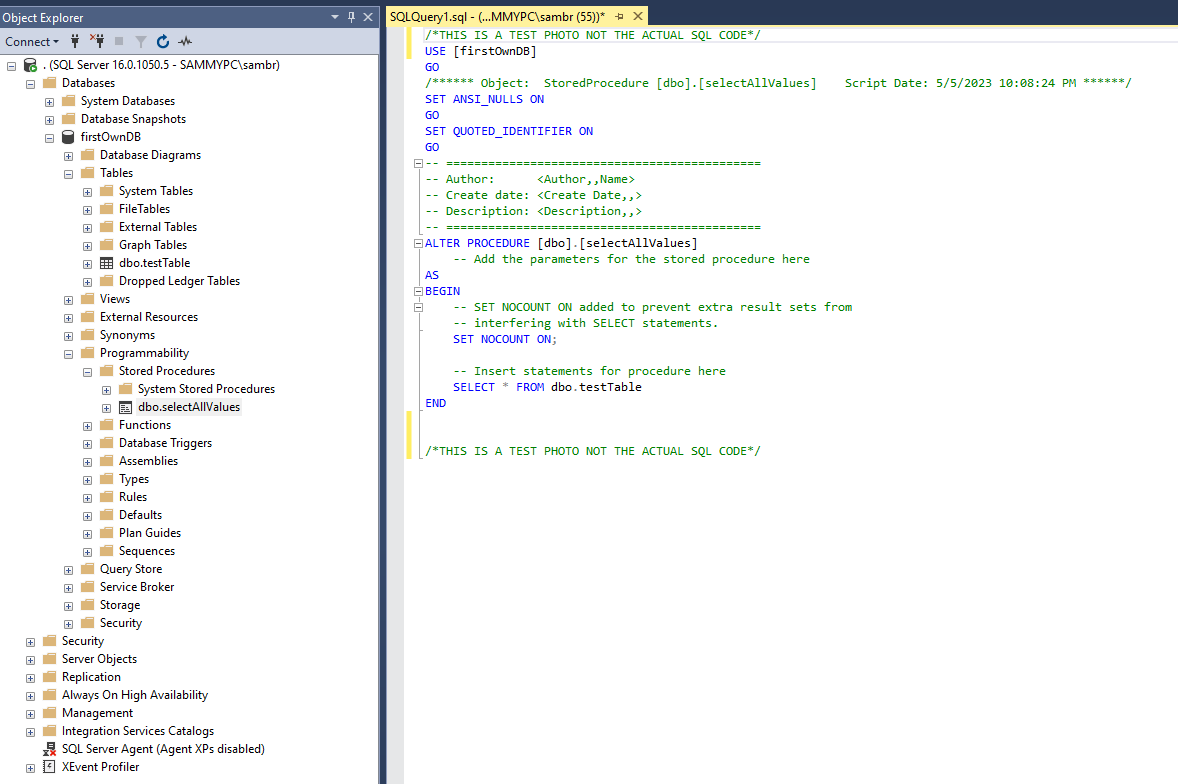 Object Explorer
Connect
. (SQL Server 16.0.1050.5 - SAMMYPC\sambr)
Databases
System Databases
Database Snapshots
firstOwnDB
Database Diagrams
Tables
System Tables
FileTables
External Tables
Graph Tables
dbo.testTable
Dropped Ledger Tables
Views
External Resources
Synonyms
Programmability
Stored Procedures
System Stored Procedures
dbo.selectAllValues
Functions
Database Triggers
Assemblies
Types
Rules
Defaults
Plan Guides
Sequences
Query Store
Service Broker
Storage
Security
Security
Server Objects
Replication
Always On High Availability
Management
Integration Services Catalogs
SQL Server Agent (Agent XPs disabled)
XEvent Profiler
SQLQuery1.sql - (...MMYPC\sambr (55))*
/*THIS IS A TEST PHOTO NOT THE ACTUAL SQL CODE*/
USE [firstOwnDB]
GO
/****** Object:  StoredProcedure [dbo].[selectAllValues]    Script Date: 5/5/2023 10:08:24 PM ******/
SET ANSI_NULLS ON
GO
SET QUOTED_IDENTIFIER ON
GO
-- =============================================
-- Author:      <Author,,Name>
-- Create date: <Create Date,,>
-- Description: <Description,,>
-- =============================================
ALTER PROCEDURE [dbo].[selectAllValues]
    -- Add the parameters for the stored procedure here
AS
BEGIN
    -- SET NOCOUNT ON added to prevent extra result sets from
    -- interfering with SELECT statements.
    SET NOCOUNT ON;
    -- Insert statements for procedure here
    SELECT * FROM dbo.testTable
END
/*THIS IS A TEST PHOTO NOT THE ACTUAL SQL CODE*/